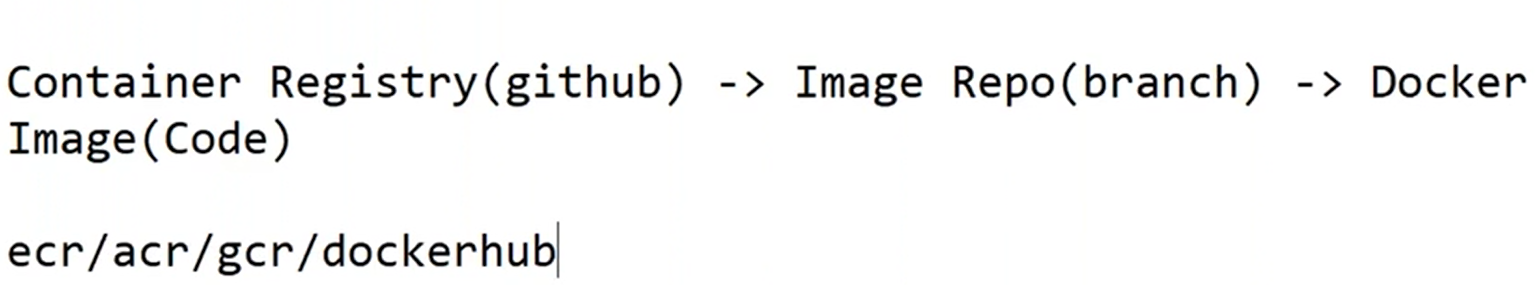 Container Registry(github) -> Image Repo(branch) -> Docker
Image(Code)
ecr/acr/gcr/dockerhub